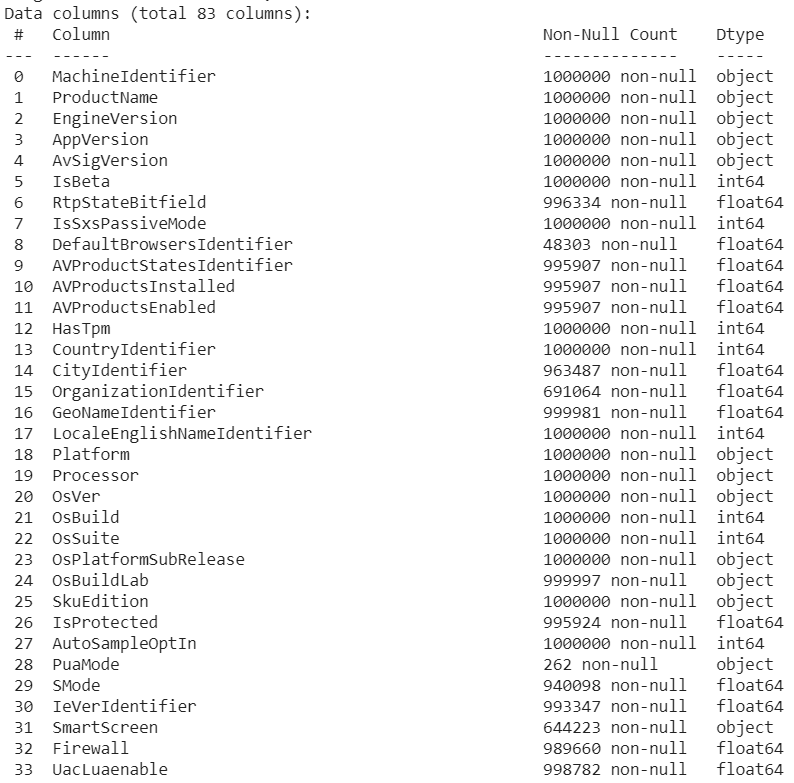 Data columns (total 83 columns):
 #   Column                                             Non-Null Count    Dtype
---  ------                                             --------------    -----
 0   MachineIdentifier                                  1000000 non-null  object
 1   ProductName                                        1000000 non-null  object
 2   EngineVersion                                      1000000 non-null  object
 3   AppVersion                                         1000000 non-null  object
 4   AvSigVersion                                       1000000 non-null  object
 5   IsBeta                                             1000000 non-null  int64
 6   RtpStateBitfield                                   996334 non-null   float64
 7   IsSxsPassiveMode                                   1000000 non-null  int64
 8   DefaultBrowsersIdentifier                          48303 non-null    float64
 9   AVProductStatesIdentifier                          995907 non-null   float64
 10  AVProductsInstalled                                995907 non-null   float64
 11  AVProductsEnabled                                  995907 non-null   float64
 12  HasTpm                                             1000000 non-null  int64
 13  CountryIdentifier                                  1000000 non-null  int64
 14  CityIdentifier                                     963487 non-null   float64
 15  OrganizationIdentifier                             691064 non-null   float64
 16  GeoNameIdentifier                                  999981 non-null   float64
 17  LocaleEnglishNameIdentifier                        1000000 non-null  int64
 18  Platform                                           1000000 non-null  object
 19  Processor                                          1000000 non-null  object
 20  OsVer                                              1000000 non-null  object
 21  OsBuild                                            1000000 non-null  int64
 22  OsSuite                                            1000000 non-null  int64
 23  OsPlatformSubRelease                               1000000 non-null  object
 24  OsBuildLab                                         999997 non-null   object
 25  SkuEdition                                         1000000 non-null  object
 26  IsProtected                                        995924 non-null   float64
 27  AutoSampleOptIn                                    1000000 non-null  int64
 28  PuaMode                                            262 non-null      object
 29  SMode                                              940098 non-null   float64
 30  IeVerIdentifier                                    993347 non-null   float64
 31  SmartScreen                                        644223 non-null   object
 32  Firewall                                           989660 non-null   float64
 33  UacLuaenable                                       998782 non-null   float64